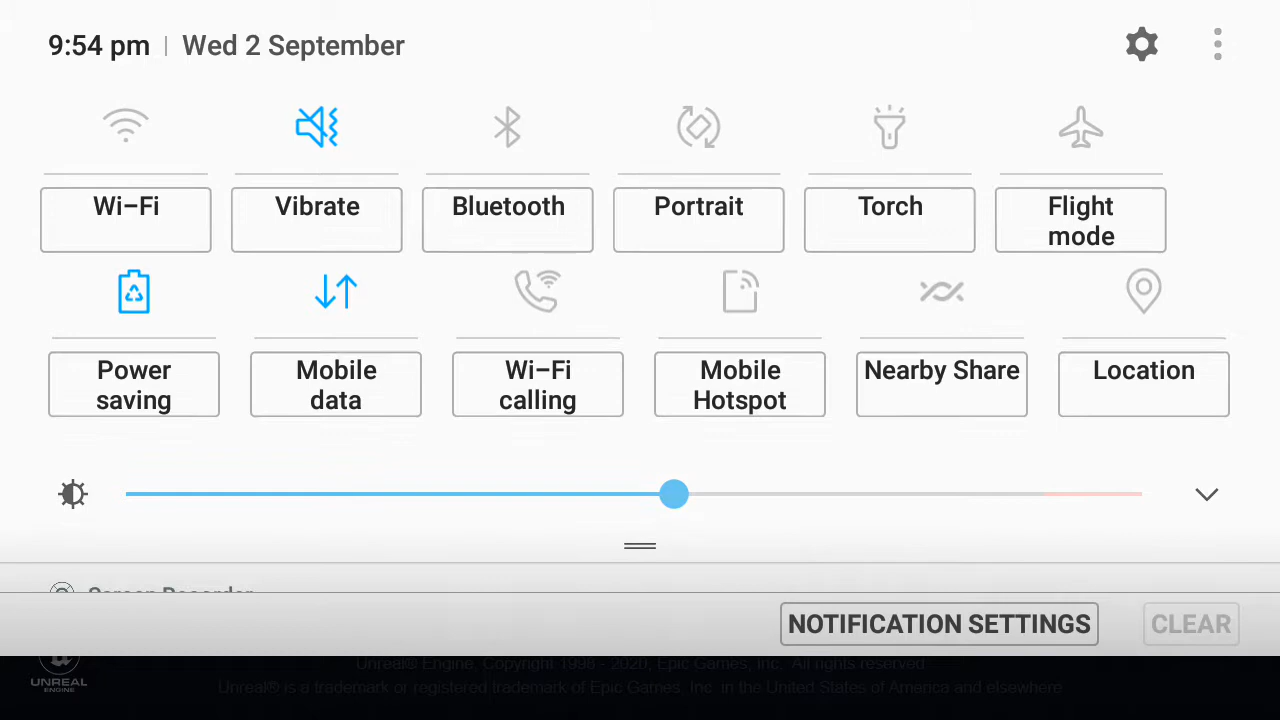 9:54 pm | Wed 2 September
Wi-Fi Vibrate Bluetooth Portrait Torch Flight mode
Power saving Mobile data Wi-Fi calling Mobile Hotspot Nearby Share Location
Screen Recorder
NOTIFICATION SETTINGS CLEAR
Unreal® Engine, Copyright 1998 - 2020, Epic Games, Inc. All rights reserved
UNREAL ENGINE
Unreal® is a trademark or registered trademark of Epic Games, Inc. in the United States of America and elsewhere